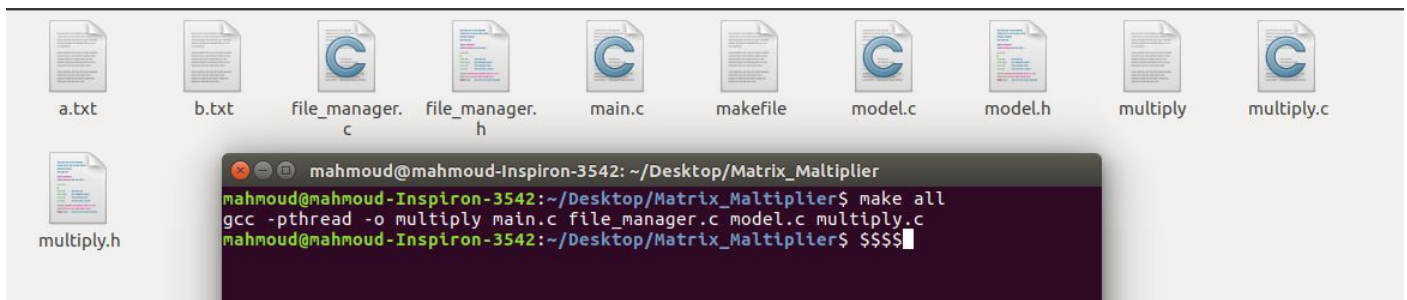 a.txt
b.txt
file_manager.
c
file_manager.
h
main.c
makefile
model.c
model.h
multiply
multiply.c
multiply.h
mahmoud@mahmoud-Inspiron-3542: ~/Desktop/Matrix_Maltiplier
mahmoud@mahmoud-Inspiron-3542:~/Desktop/Matrix_Maltiplier$ make all
gcc -pthread -o multiply main.c file_manager.c model.c multiply.c
mahmoud@mahmoud-Inspiron-3542:~/Desktop/Matrix_Maltiplier$ $$$$